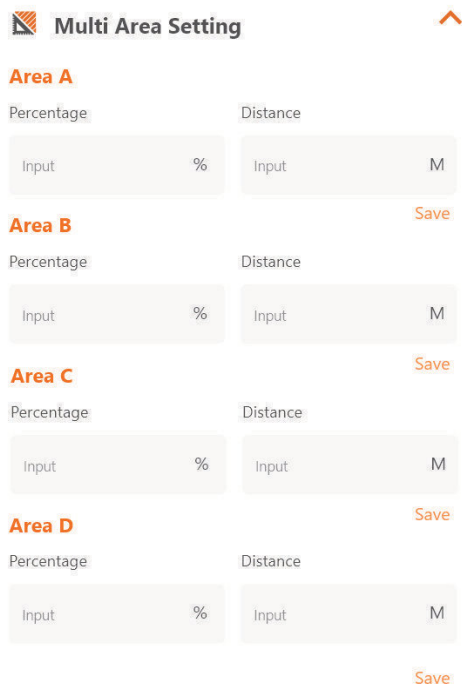 Multi Area Setting
Area A
Percentage Distance
Input % Input M
Save
Area B
Percentage Distance
Input % Input M
Save
Area C
Percentage Distance
Input % Input M
Save
Area D
Percentage Distance
Input % Input M
Save